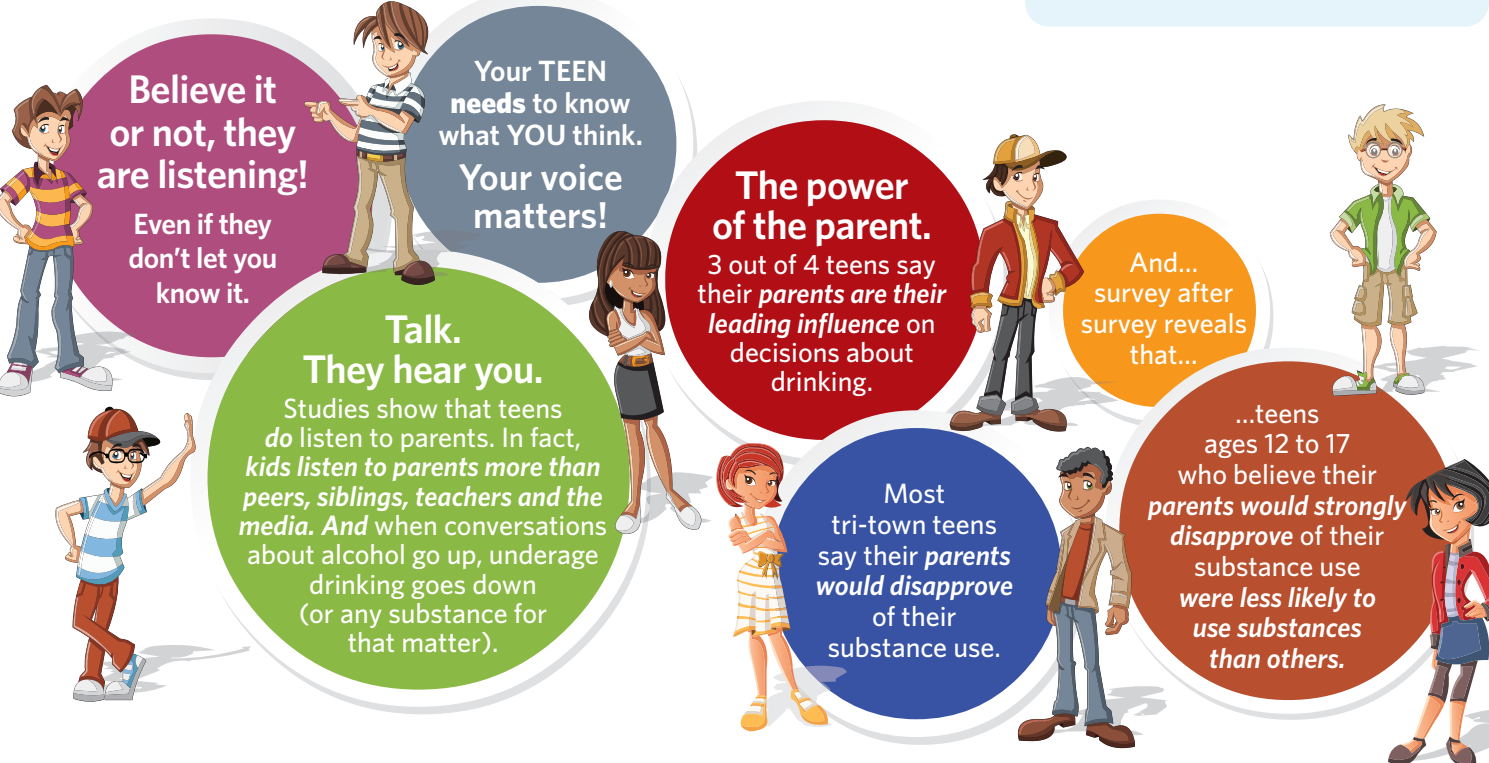 Believe it
or not, they
are listening!
Even if they
don't let you
know it.
Your TEEN
needs to know
what YOU think.
Your voice
matters!
Talk.
They hear you.
Studies show that teens
do listen to parents. In fact,
kids listen to parents more than
peers, siblings, teachers and the
media. And when conversations
about alcohol go up, underage
drinking goes down
(or any substance for
that matter).
The power
of the parent.
3 out of 4 teens say
their parents are their
leading influence on
decisions about
drinking.
Most
tri-town teens
say their parents
would disapprove
of their
substance use.
And...
survey after
survey reveals
that...
...teens
ages 12 to 17
who believe their
parents would strongly
disapprove of their
substance use
were less likely to
use substances
than others.